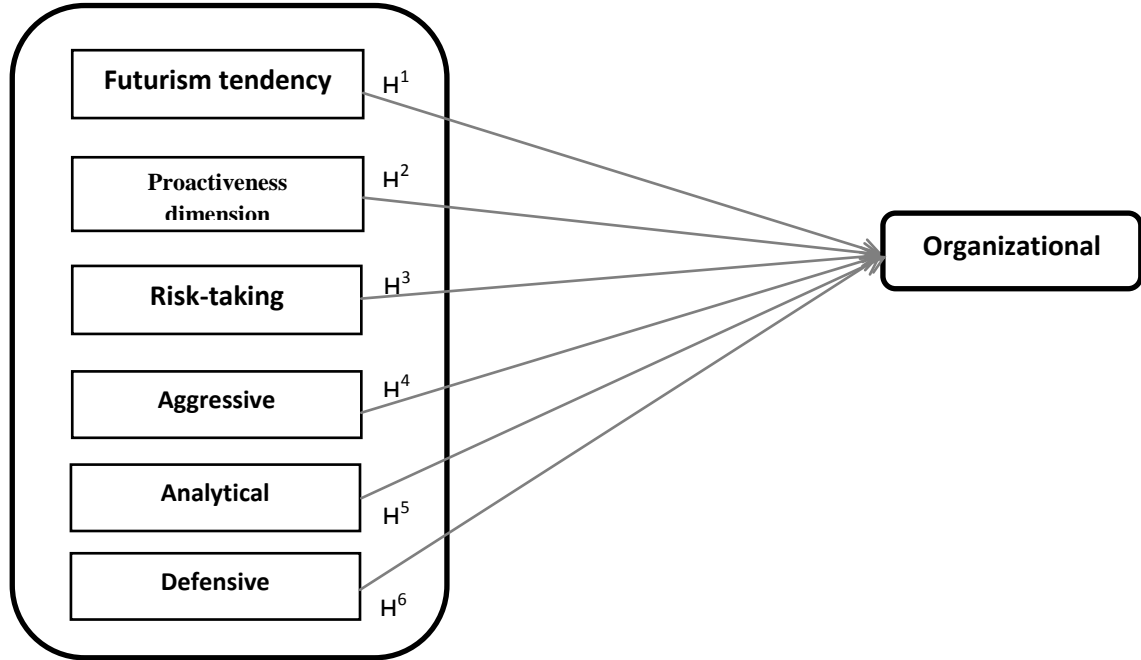 Futurism tendency
H¹
Proactiveness
dimension
H²
Organizational
Risk-taking
H³
Aggressive
H⁴
Analytical
H⁵
Defensive
H⁶